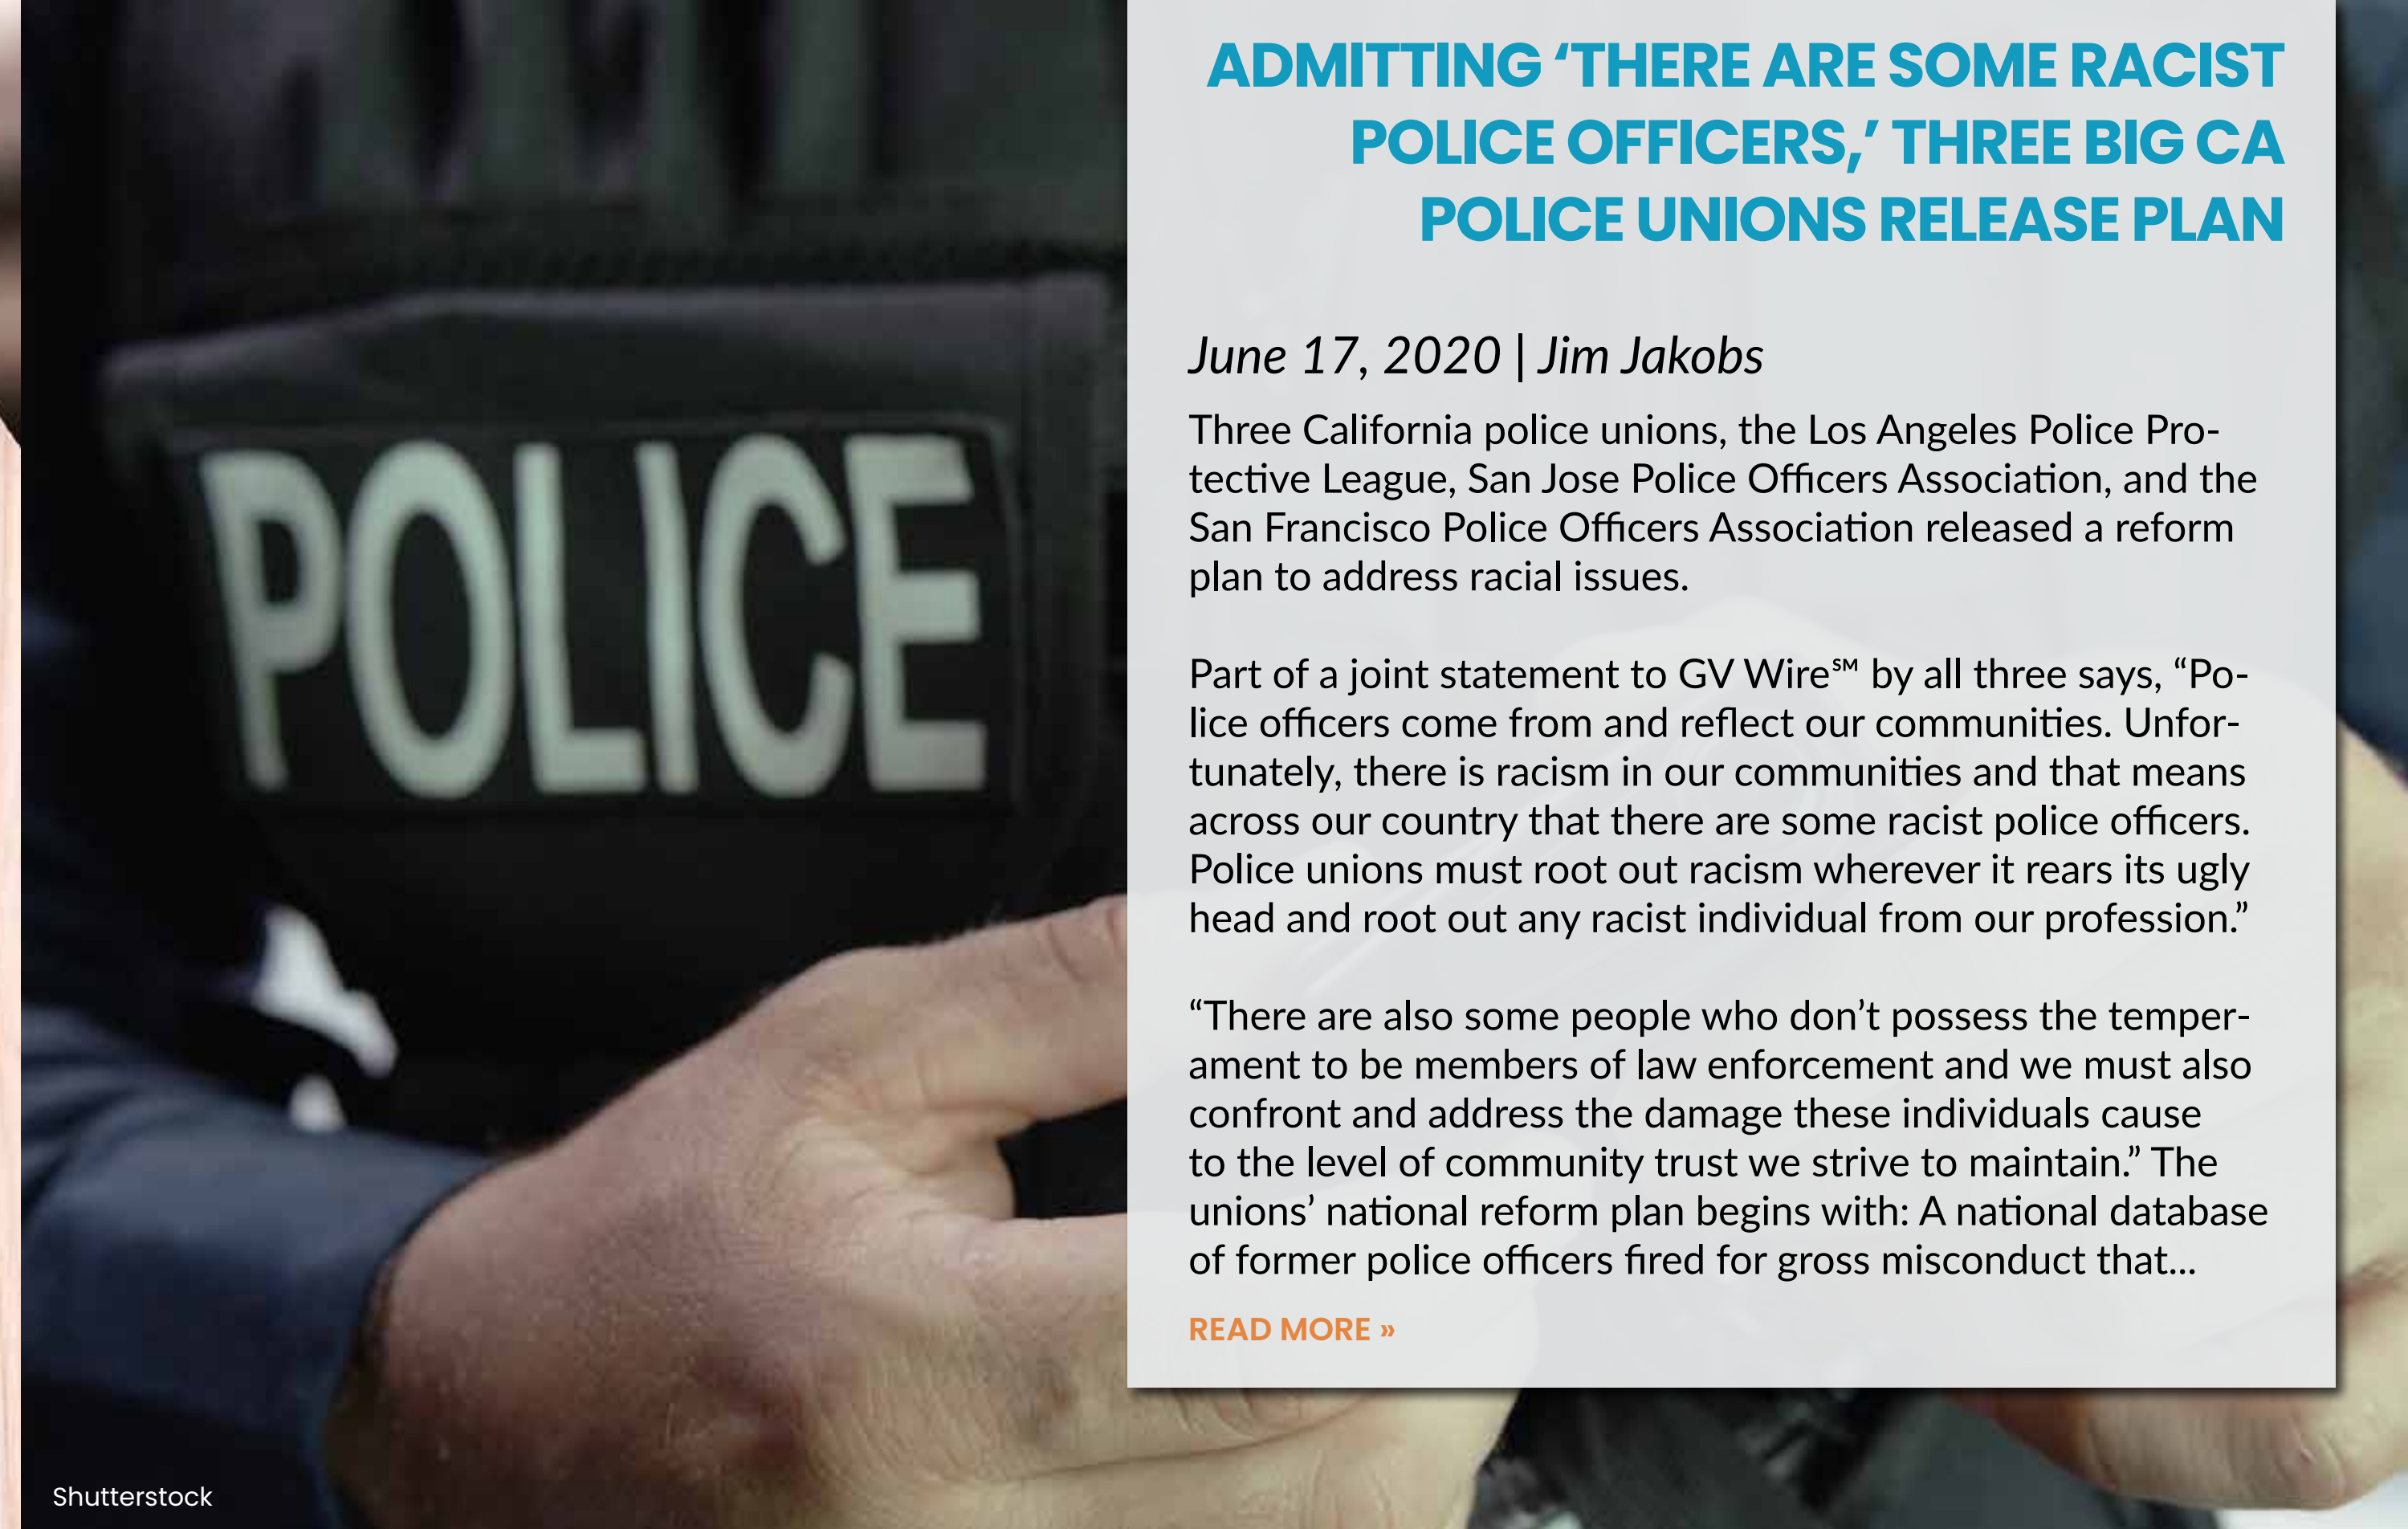 POLICE
ADMITTING ‘THERE ARE SOME RACIST
POLICE OFFICERS,’ THREE BIG CA
POLICE UNIONS RELEASE PLAN
June 17, 2020 | Jim Jakobs
Three California police unions, the Los Angeles Police Pro-
tective League, San Jose Police Officers Association, and the
San Francisco Police Officers Association released a reform
plan to address racial issues.
Part of a joint statement to GV Wire℠ by all three says, “Po-
lice officers come from and reflect our communities. Unfor-
tunately, there is racism in our communities and that means
across our country that there are some racist police officers.
Police unions must root out racism wherever it rears its ugly
head and root out any racist individual from our profession.”
“There are also some people who don’t possess the temper-
ament to be members of law enforcement and we must also
confront and address the damage these individuals cause
to the level of community trust we strive to maintain.” The
unions’ national reform plan begins with: A national database
of former police officers fired for gross misconduct that...
READ MORE »
Shutterstock